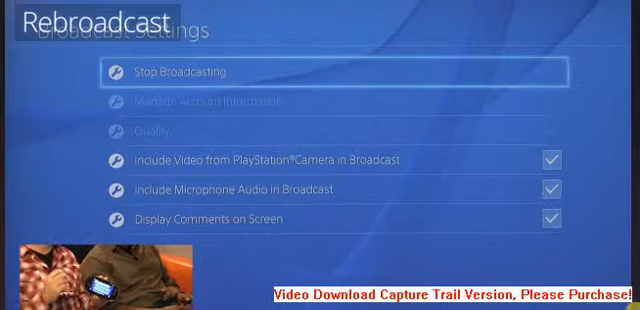 Rebroadcast
Broadcast Settings
Stop Broadcasting
Manage Account Information
Quality
Include Video from PlayStation®Camera in Broadcast
Include Microphone Audio in Broadcast
Display Comments on Screen
Video Download Capture Trail Version, Please Purchase!